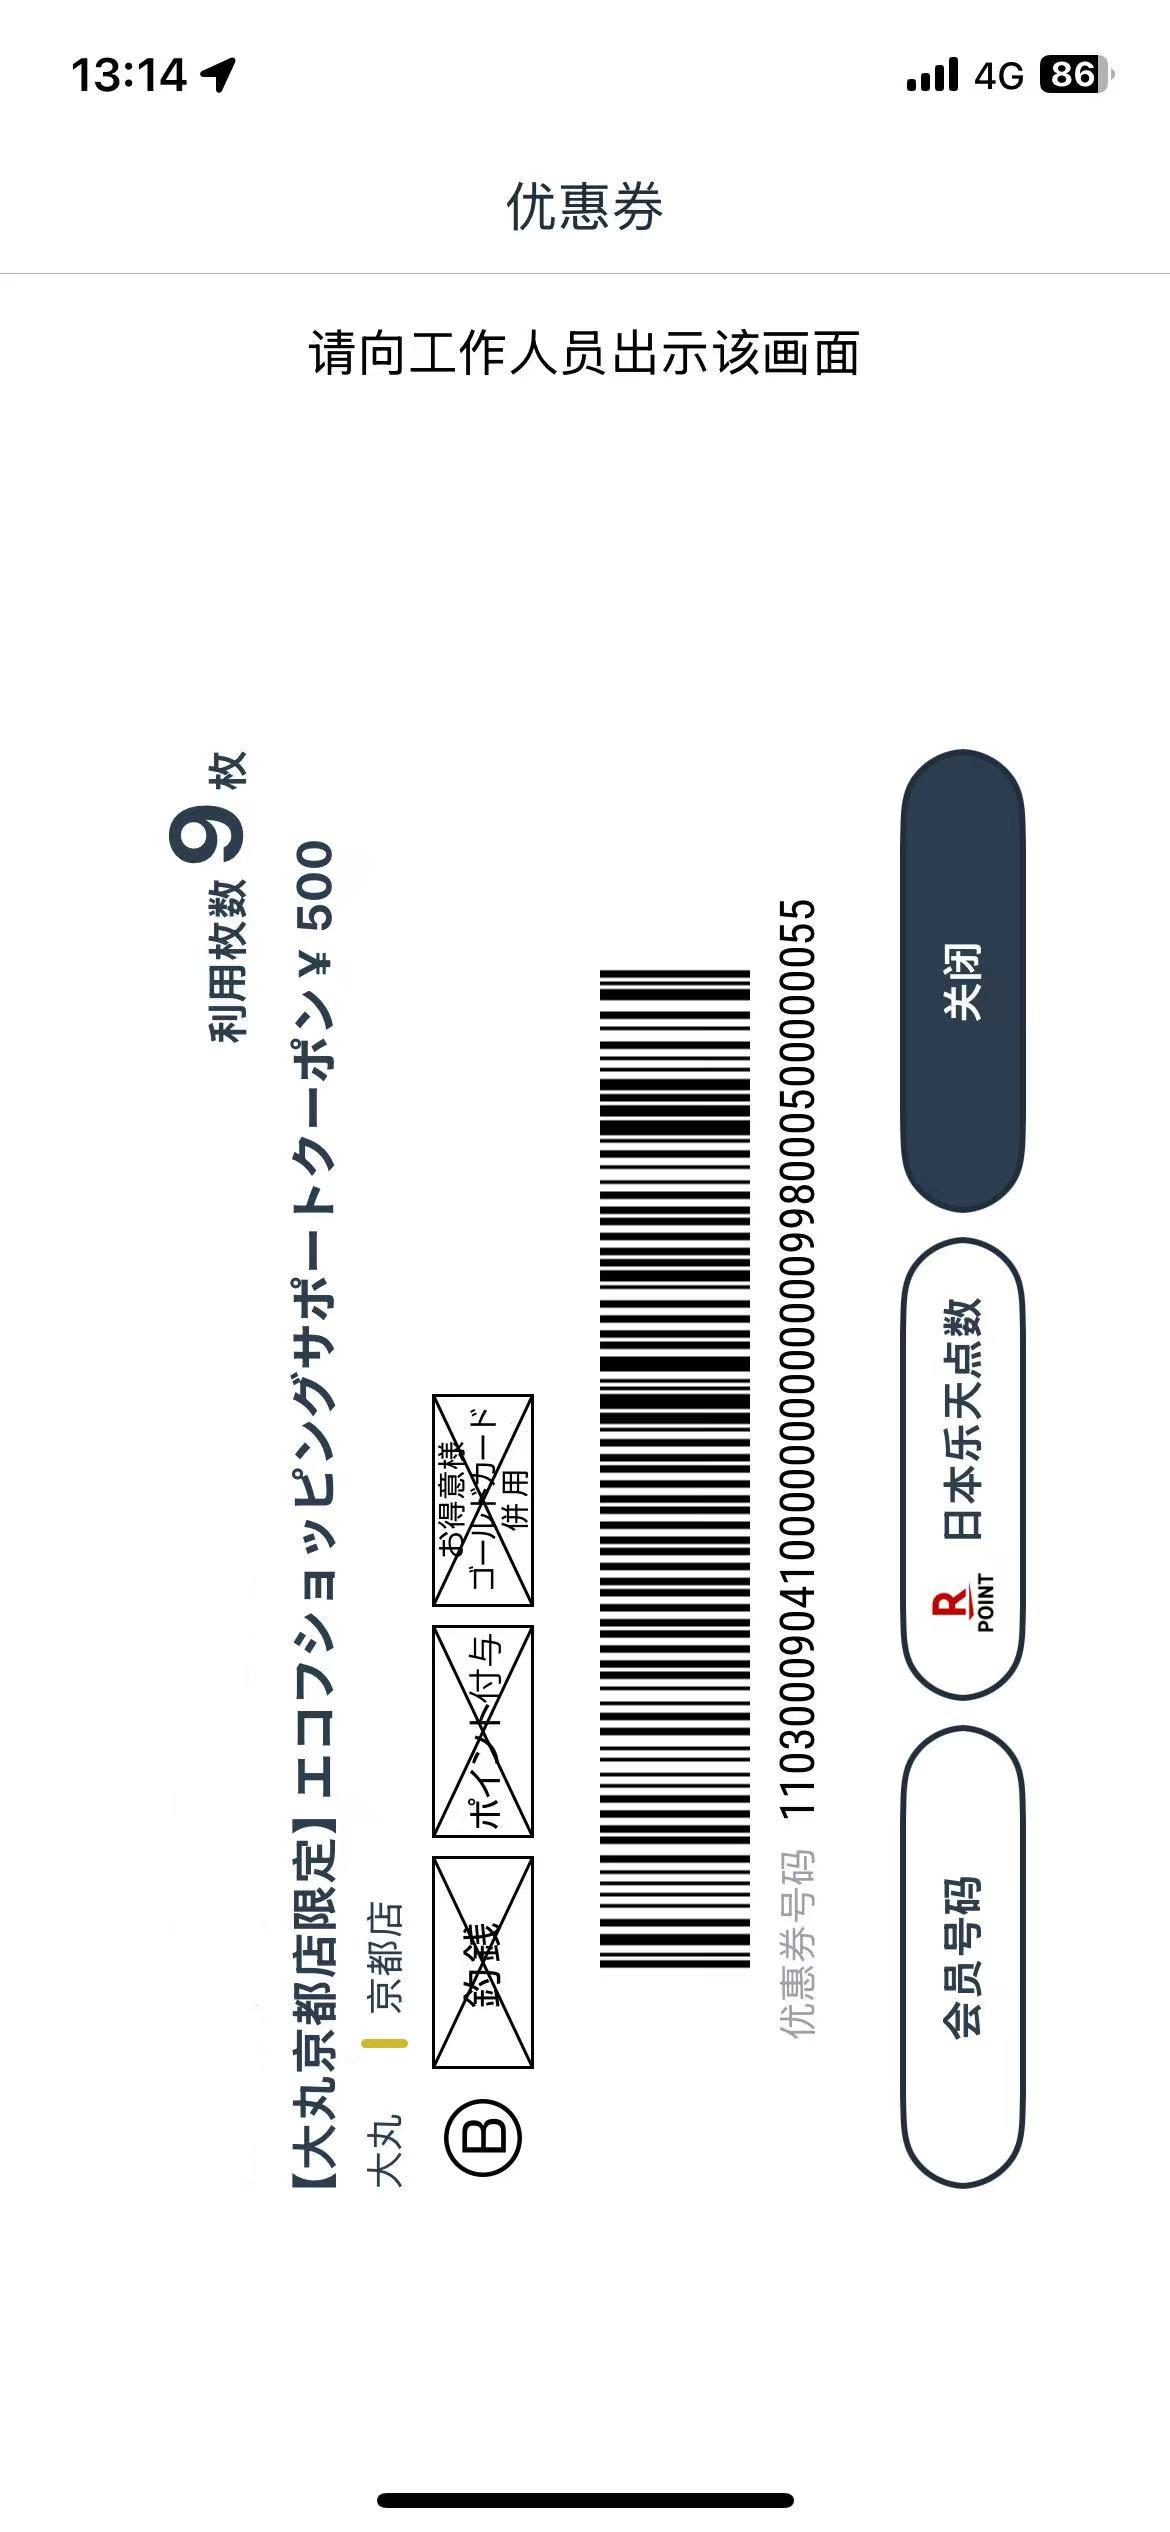 13:14
4G
86
优惠券
请向工作人员出示该画面
利用枚数 9 枚
【大丸京都店限定】エコフショッピングサポートクーポン ¥ 500
大丸 京都店
B
釣銭
ポイント付与
お得意様
ゴールドカード
併用
优惠券号码 110300090410000000000009980005000000055
会员号码
R
POINT
日本乐天点数
关闭